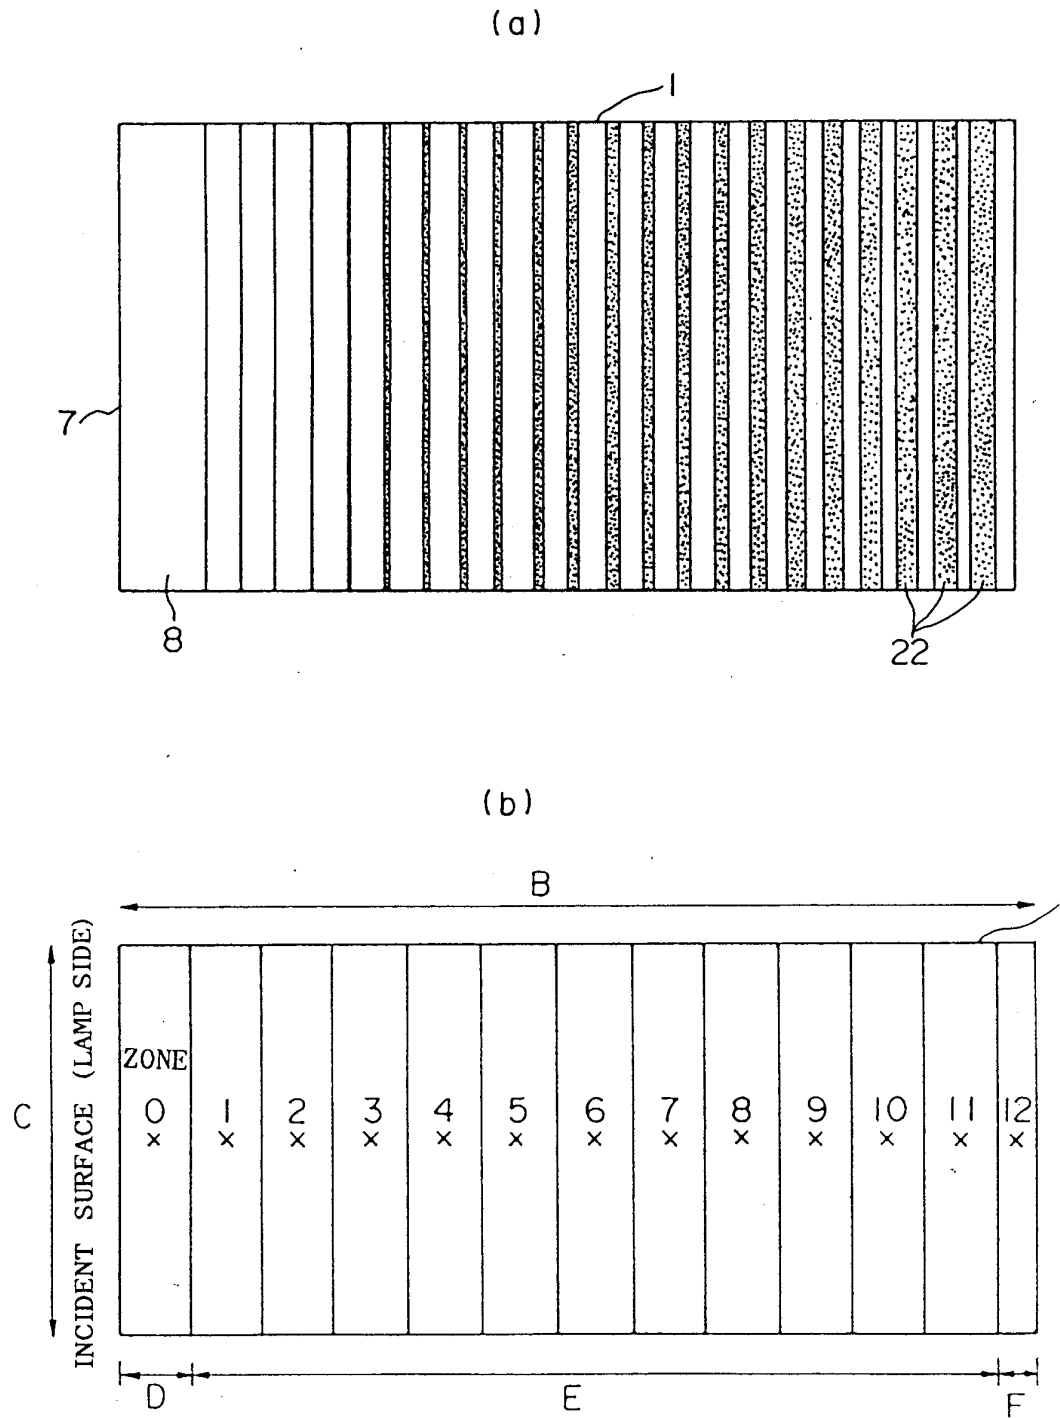 (a)
1
7
8
22
(b)
B
C
INCIDENT SURFACE (LAMP SIDE)
ZONE
0 1 2 3 4 5 6 7 8 9 10 11 12
× × × × × × × × × × × × ×
D E F